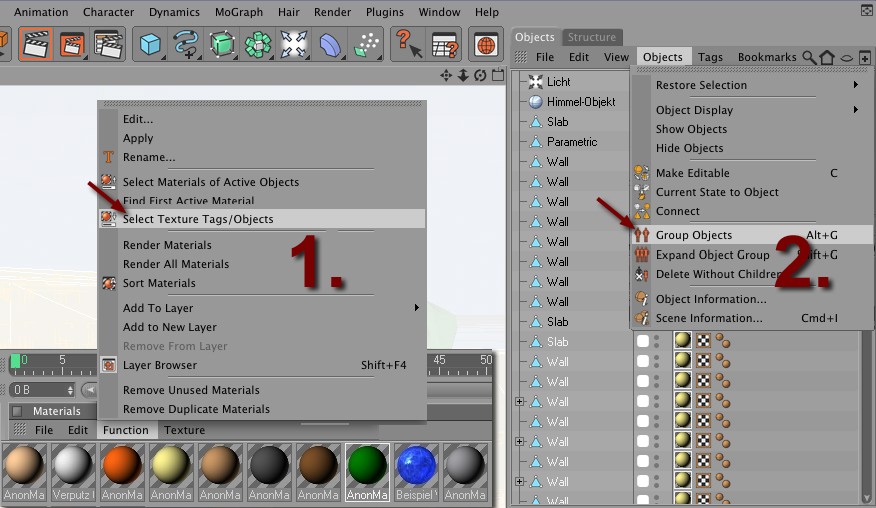 Animation Character Dynamics MoGraph Hair Render Plugins Window Help
Objects Structure
File Edit View Objects Tags Bookmarks
Licht
Himmel-Objekt
Slab
Parametric
Wall
Wall
Wall
Wall
Wall
Wall
Wall
Wall
Slab
Slab
Wall
Wall
Wall
Wall
Wall
Wall
Wall
Wall
Restore Selection
Object Display
Show Objects
Hide Objects
Make Editable C
Current State to Object
Connect
Group Objects Alt+G
Expand Object Group
Delete Without Children
Object Information...
Scene Information... Cmd+I
2.
Edit...
Apply
Rename...
Select Materials of Active Objects
Find First Active Material
Select Texture Tags/Objects
Render Materials
Render All Materials
Sort Materials
Add To Layer
Add to New Layer
Remove From Layer
Layer Browser Shift+F4
Remove Unused Materials
Remove Duplicate Materials
1.
0 5 45 50
0 B
Materials
File Edit Function Texture
AnonMa Verputz AnonMa AnonMa AnonMa AnonMa AnonMa AnonMa Beispiel AnonMa